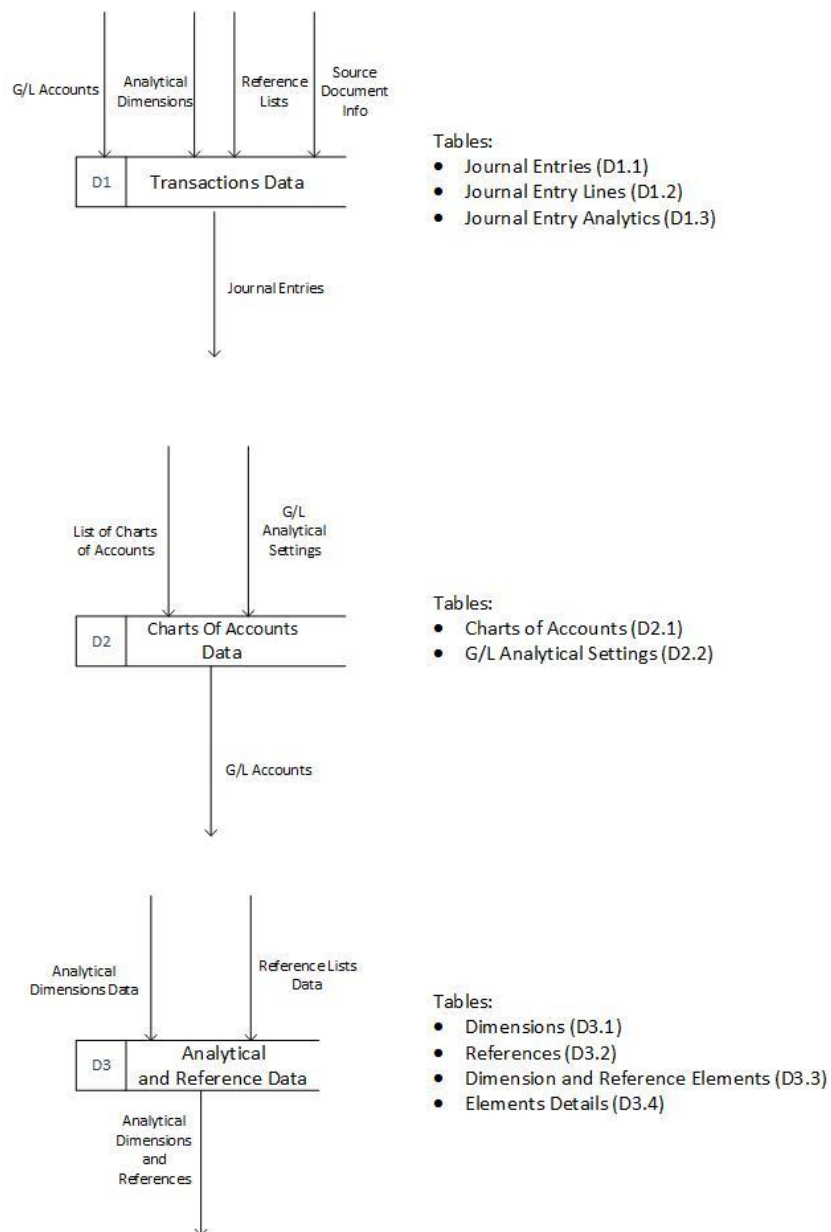 G/L Accounts
Analytical
Dimensions
Reference
Lists
Source
Document
Info
D1
Transactions Data
Tables:
• Journal Entries (D1.1)
• Journal Entry Lines (D1.2)
• Journal Entry Analytics (D1.3)
Journal Entries
List of Charts
of Accounts
G/L
Analytical
Settings
D2
Charts Of Accounts
Data
Tables:
• Charts of Accounts (D2.1)
• G/L Analytical Settings (D2.2)
G/L Accounts
Analytical
Dimensions Data
Reference Lists
Data
D3
Analytical
and Reference Data
Tables:
• Dimensions (D3.1)
• References (D3.2)
• Dimension and Reference Elements (D3.3)
• Elements Details (D3.4)
Analytical
Dimensions
and
References